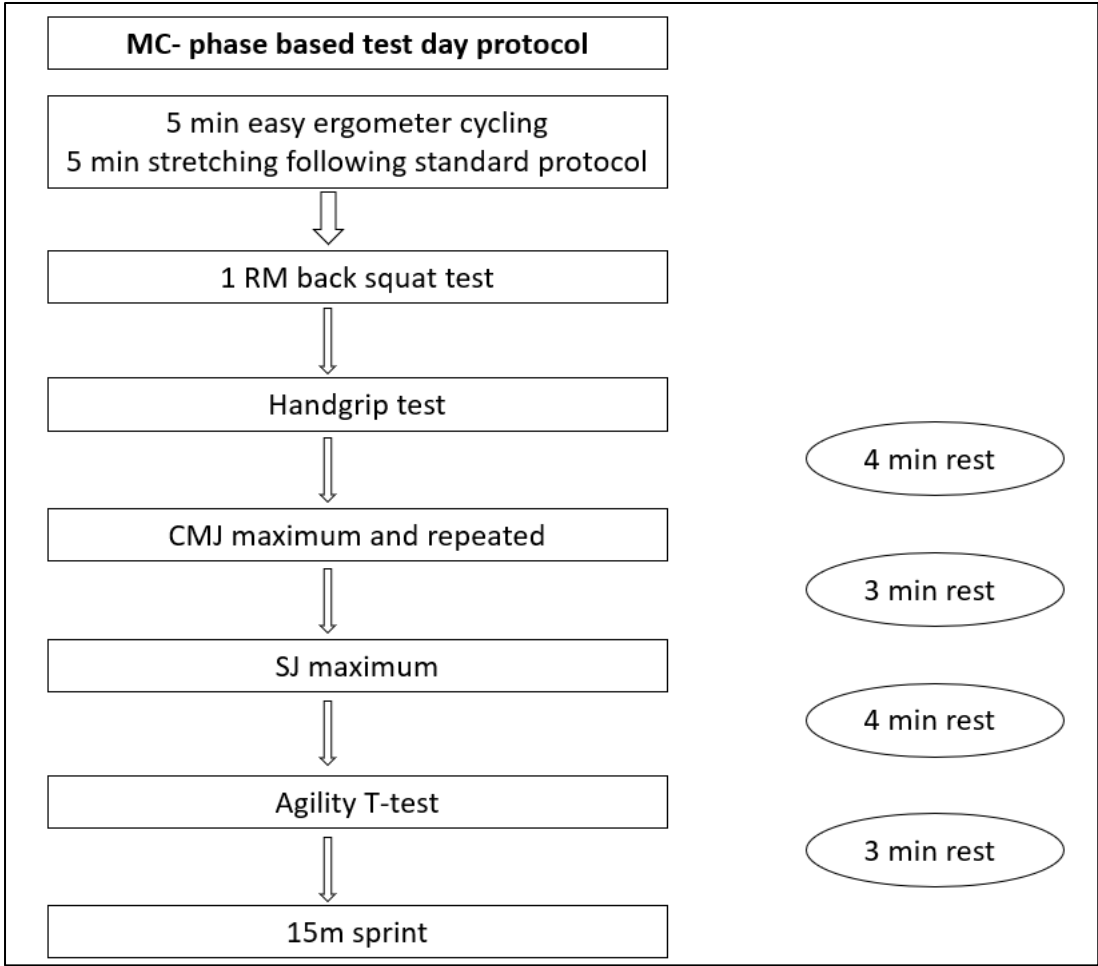 MC- phase based test day protocol
5 min easy ergometer cycling
5 min stretching following standard protocol
1 RM back squat test
Handgrip test
4 min rest
CMJ maximum and repeated
3 min rest
SJ maximum
4 min rest
Agility T-test
3 min rest
15m sprint